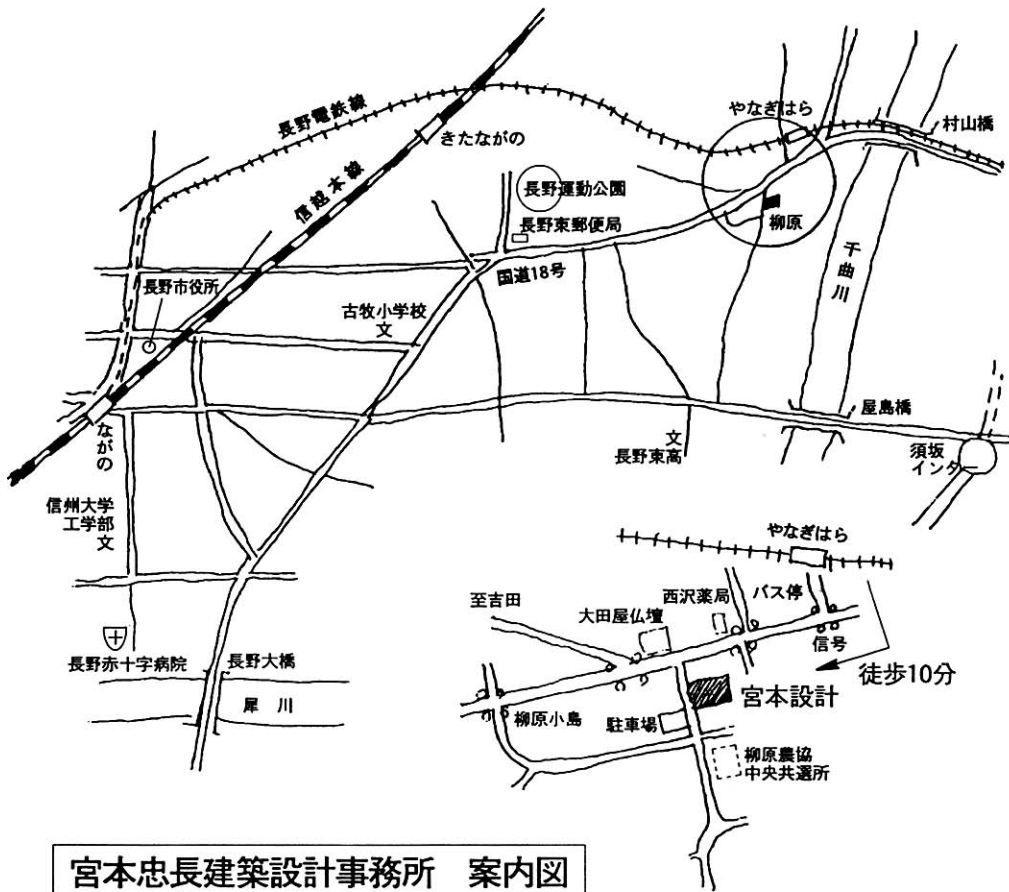 長野電鉄線
信越本線
きたながの
やなぎはら
村山橋
長野運動公園
長野東郵便局
柳原
国道18号
千曲川
長野市役所
古牧小学校
文
屋島橋
ながの
文
長野東高
須坂
インター
信州大学
工学部
文
長野赤十字病院
長野大橋
犀川
やなぎはら
至吉田
大田屋仏壇
西沢薬局
バス停
信号
徒歩10分
宮本設計
柳原小島
駐車場
柳原農協
中央共選所
宮本忠長建築設計事務所 案内図